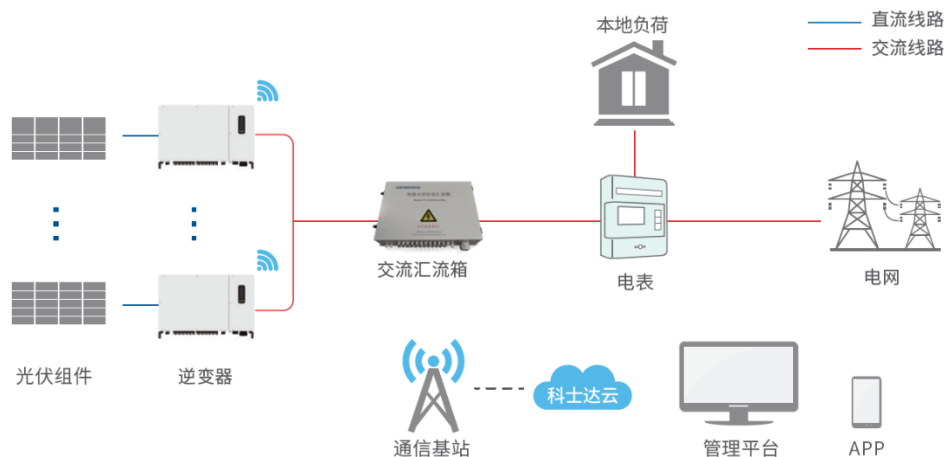 本地负荷
直流线路
交流线路
交流汇流箱
电表
电网
光伏组件
逆变器
科士达云
通信基站
管理平台
APP